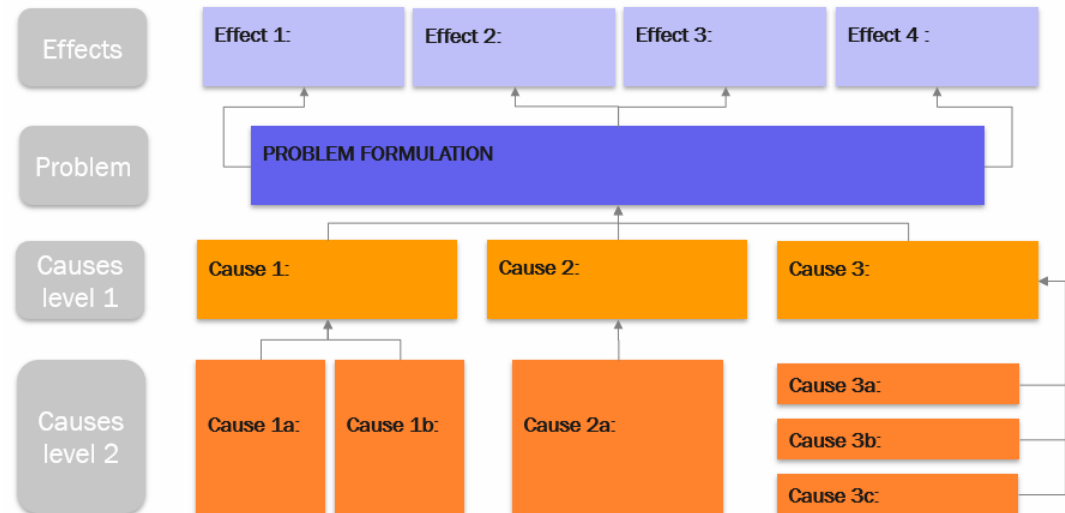 Effects
Effect 1:
Effect 2:
Effect 3:
Effect 4 :
Problem
PROBLEM FORMULATION
Causes
level 1
Cause 1:
Cause 2:
Cause 3:
Causes
level 2
Cause 1a:
Cause 1b:
Cause 2a:
Cause 3a:
Cause 3b:
Cause 3c: